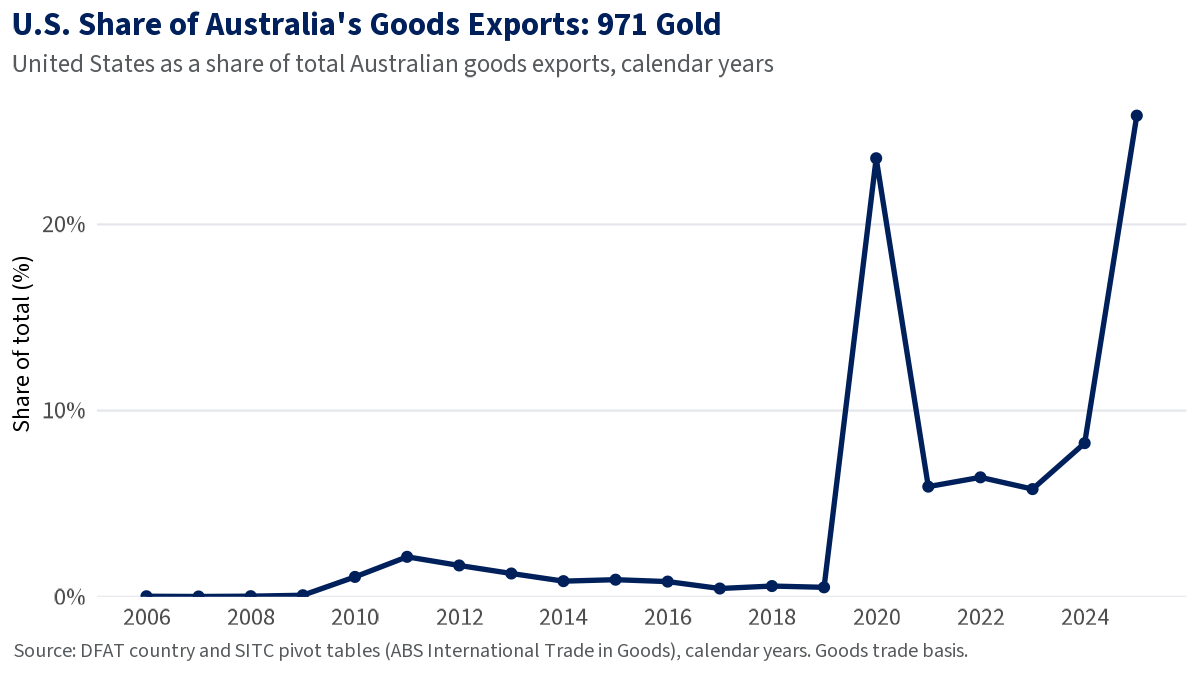 U.S. Share of Australia's Goods Exports: 971 Gold
United States as a share of total Australian goods exports, calendar years
Share of total (%)
20%
10%
0%
2006 2008 2010 2012 2014 2016 2018 2020 2022 2024
Source: DFAT country and SITC pivot tables (ABS International Trade in Goods), calendar years. Goods trade basis.